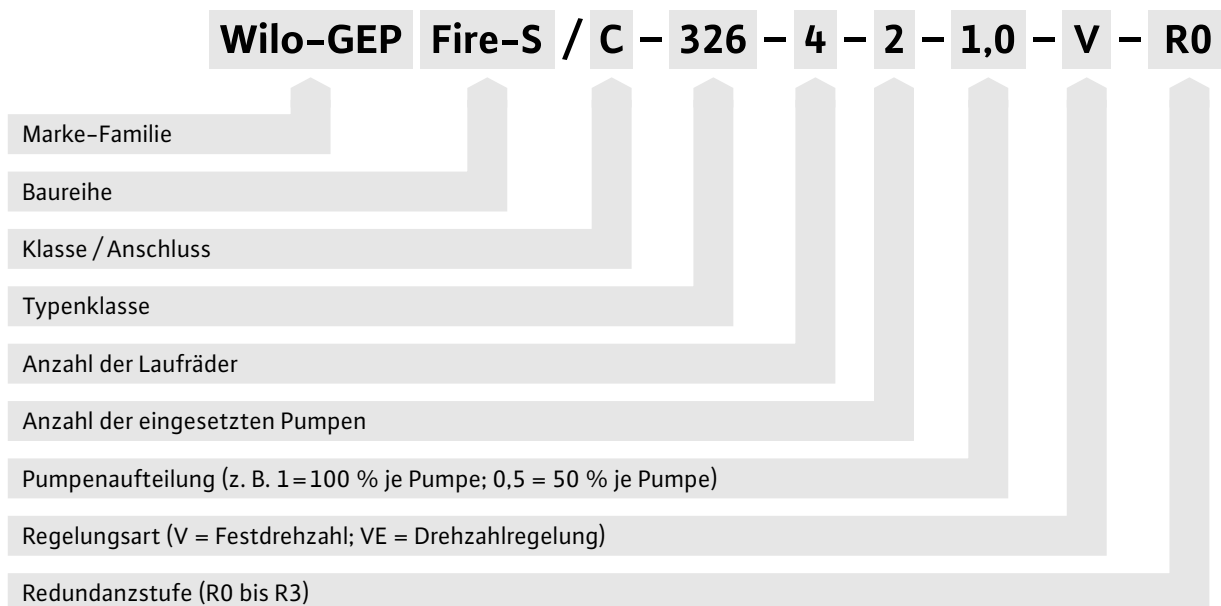 Wilo-GEP Fire-S / C – 326 – 4 – 2 – 1,0 – V – R0
Marke-Familie
Baureihe
Klasse / Anschluss
Typenklasse
Anzahl der Laufräder
Anzahl der eingesetzten Pumpen
Pumpenaufteilung (z. B. 1=100 % je Pumpe; 0,5 = 50 % je Pumpe)
Regelungsart (V = Festdrehzahl; VE = Drehzahlregelung)
Redundanzstufe (R0 bis R3)